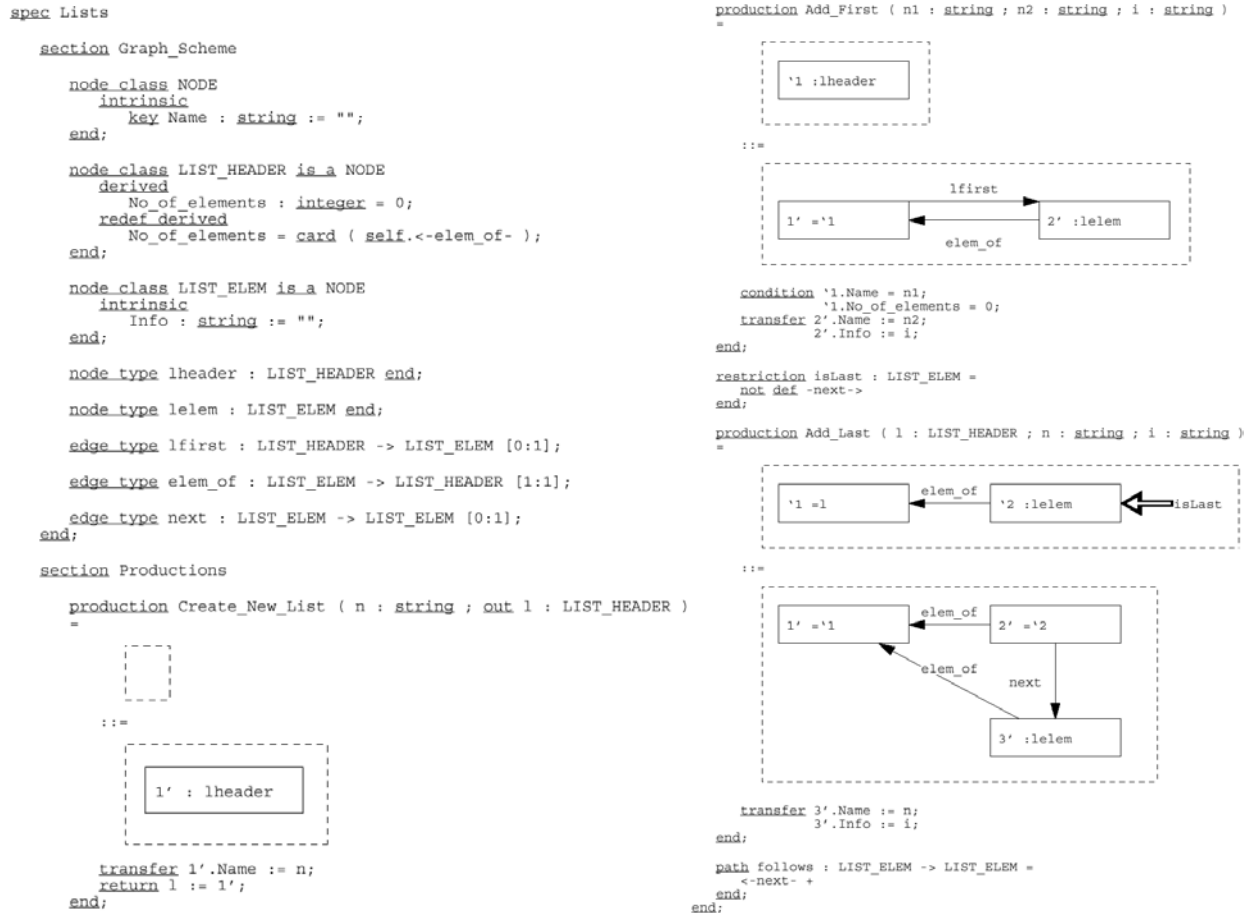 spec Lists
section Graph_Scheme
node class NODE
intrinsic
key Name : string := "";
end;
node class LIST_HEADER is a NODE
derived
No_of_elements : integer = 0;
redef derived
No_of_elements = card ( self.<-elem_of- );
end;
node class LIST_ELEM is a NODE
intrinsic
Info : string := "";
end;
node type lheader : LIST_HEADER end;
node type lelem : LIST_ELEM end;
edge type lfirst : LIST_HEADER -> LIST_ELEM [0:1];
edge type elem_of : LIST_ELEM -> LIST_HEADER [1:1];
edge type next : LIST_ELEM -> LIST_ELEM [0:1];
end;
section Productions
production Create_New_List ( n : string ; out l : LIST_HEADER )
=
::=
1' : lheader
transfer 1'.Name := n;
return l := 1';
end;
production Add_First ( n1 : string ; n2 : string ; i : string )
=
‘1 :lheader
::=
lfirst
1' =‘1
2' :lelem
elem_of
condition ‘1.Name = n1;
‘1.No_of_elements = 0;
transfer 2'.Name := n2;
2'.Info := i;
end;
restriction isLast : LIST_ELEM =
not def -next->
end;
production Add_Last ( l : LIST_HEADER ; n : string ; i : string )
=
‘1 =l
elem_of
‘2 :lelem
isLast
::=
1' =‘1
elem_of
2' =‘2
elem_of
next
3' :lelem
transfer 3'.Name := n;
3'.Info := i;
end;
path follows : LIST_ELEM -> LIST_ELEM =
<-next- +
end;
end;